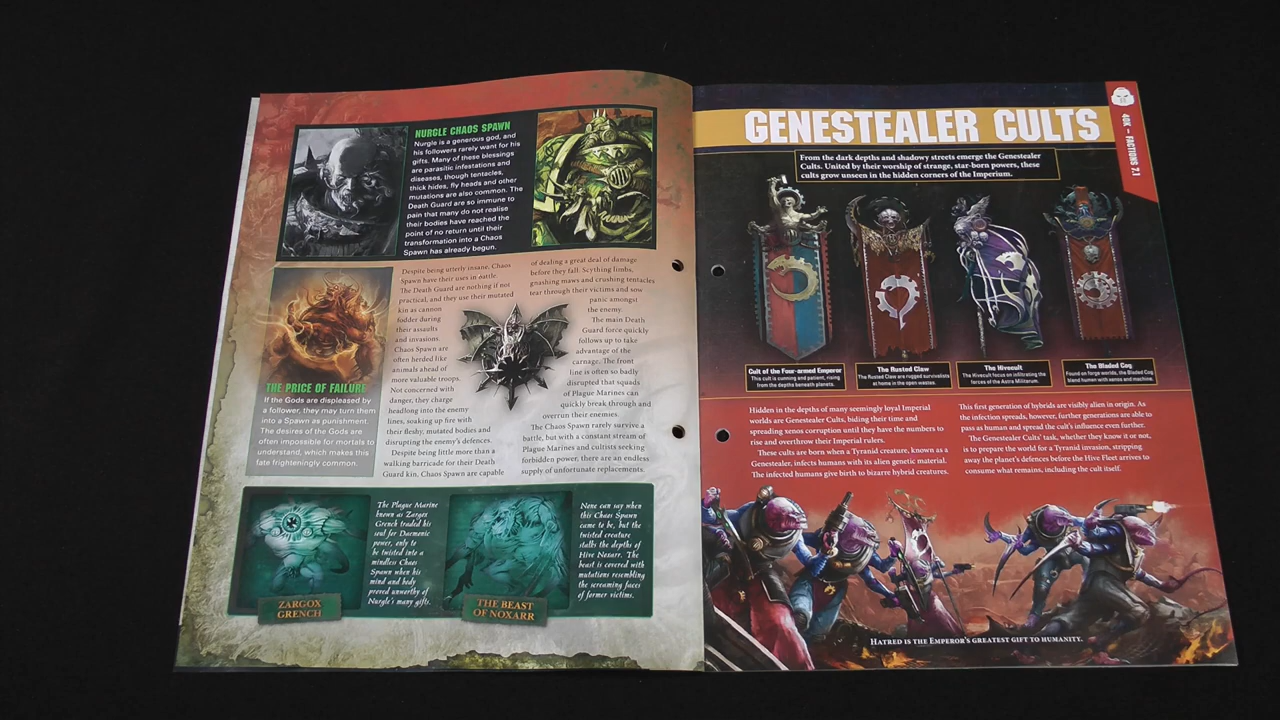 NURGLE CHAOS SPAWN
Nurgle is a generous god, and
his followers rarely want for his
gifts. Many of these blessings
are parasitic infestations and
diseases, though tentacles,
thick hides, fly heads and other
mutations are also common. The
Death Guard are so immune to
pain that many do not realise
their bodies have reached the
point of no return until their
transformation into a Chaos
Spawn has already begun.
THE PRICE OF FAILURE
If the Gods are displeased by
a follower, they may turn them
into a Spawn as punishment.
The desires of the Gods are
often impossible for mortals to
understand, which makes this
fate frighteningly common.
Despite being utterly insane, Chaos
Spawn have their uses in battle.
The Death Guard are nothing if not
practical, and they use their mutated
kin as cannon
fodder during
their assaults
and invasions.
Chaos Spawn are
often herded like
animals ahead of
more valuable troops.
Not concerned with
danger, they charge
headlong into the enemy
lines, soaking up fire with
their fleshy, mutated bodies and
disrupting the enemy's defences.
Despite being little more than a
walking barricade for their Death
Guard kin, Chaos Spawn are capable
of dealing a great deal of damage
before they fall. Scything limbs,
gnashing maws and crushing tentacles
tear through their victims and sow
panic amongst
the enemy.
The main Death
Guard force quickly
follows up to take
advantage of the
carnage. The front
line is often so badly
disrupted that squads
of Plague Marines can
quickly break through and
overrun their enemies.
The Chaos Spawn rarely survive a
battle, but with a constant stream of
Plague Marines and cultists seeking
forbidden power, there are an endless
supply of unfortunate replacements.
The Plague Marine
known as Zargox
Grench traded his
soul for Daemonic
power, only to
be twisted into a
mindless Chaos
Spawn when his
mind and body
proved unworthy of
Nurgle's many gifts.
ZARGOX
GRENCH
None can say when
this Chaos Spawn
came to be, but the
twisted creature
stalks the depths of
Hive Noxarr. The
beast is covered with
mutations resembling
the screaming faces
of former victims.
THE BEAST
OF NOXARR
GENESTEALER CULTS
40K – FACTIONS 7.1
From the dark depths and shadowy streets emerge the Genestealer
Cults. United by their worship of strange, star-born powers, these
cults grow unseen in the hidden corners of the Imperium.
Cult of the Four-armed Emperor
This cult is cunning and patient, rising
from the depths beneath planets.
The Rusted Claw
The Rusted Claw are rugged survivalists
at home in the open wastes.
The Hivecult
The Hivecult focus on infiltrating the
forces of the Astra Militarum.
The Bladed Cog
Found on forge worlds, the Bladed Cog
blend human with xenos and machine.
Hidden in the depths of many seemingly loyal Imperial
worlds are Genestealer Cults, biding their time and
spreading xenos corruption until they have the numbers to
rise and overthrow their Imperial rulers.
These cults are born when a Tyranid creature, known as a
Genestealer, infects humans with its alien genetic material.
The infected humans give birth to bizarre hybrid creatures.
This first generation of hybrids are visibly alien in origin. As
the infection spreads, however, further generations are able to
pass as human and spread the cult's influence even further.
The Genestealer Cults' task, whether they know it or not,
is to prepare the world for a Tyranid invasion, stripping
away the planet's defences before the Hive Fleet arrives to
consume what remains, including the cult itself.
HATRED IS THE EMPEROR'S GREATEST GIFT TO HUMANITY.